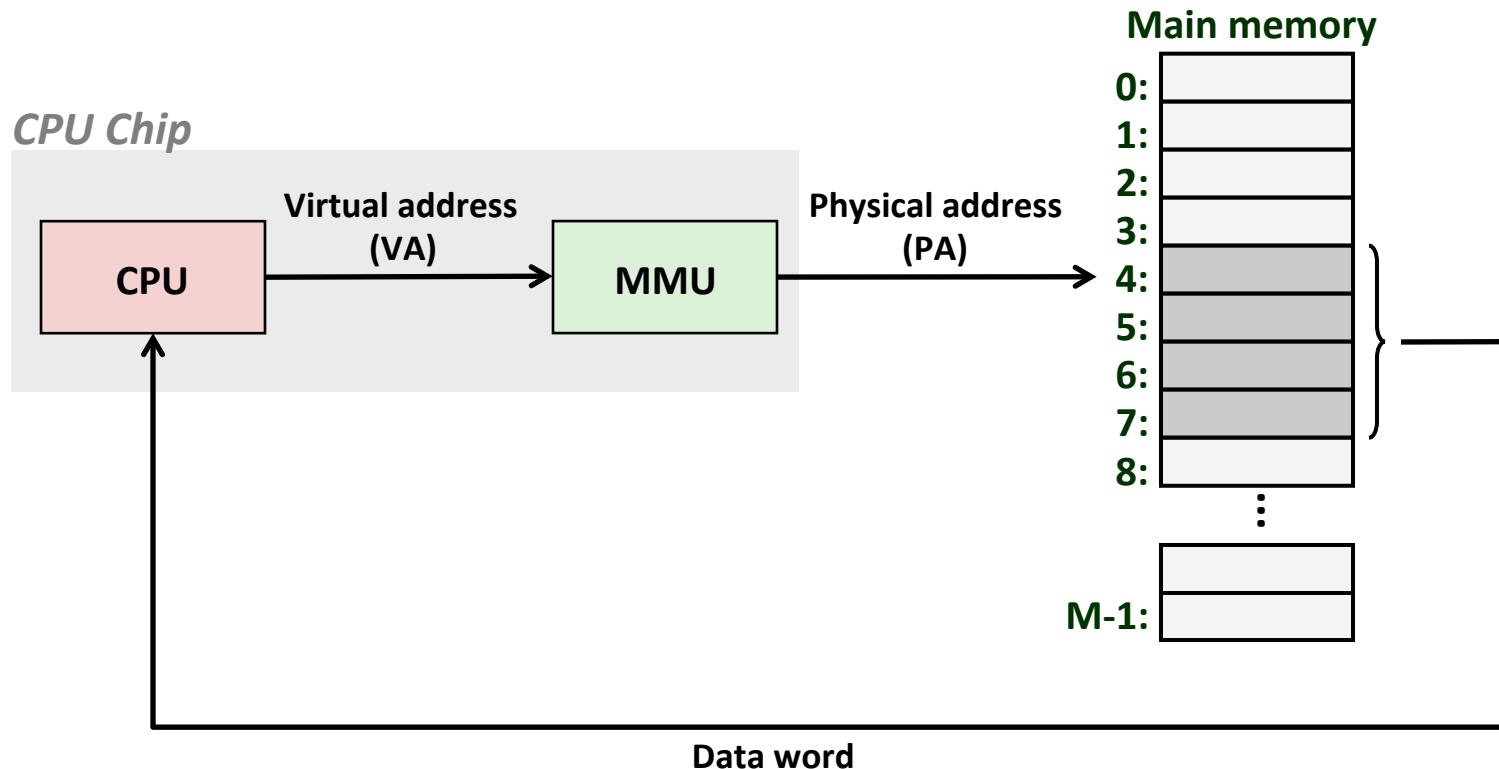 Main memory
CPU Chip
Virtual address
(VA)
Physical address
(PA)
CPU
MMU
0:
1:
2:
3:
4:
5:
6:
7:
8:
M-1:
Data word